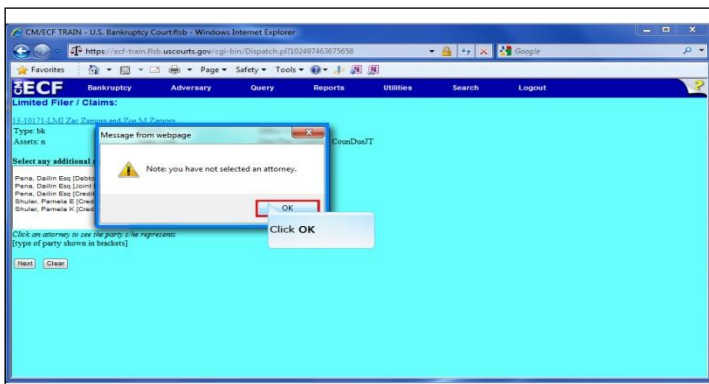 CM/ECF TRAIN - U.S. Bankruptcy Court:flsb - Windows Internet Explorer
https://ecf-train.flsb.uscourts.gov/cgi-bin/Dispatch.pl?102497463675658
Google
Favorites Page Safety Tools
ECF Bankruptcy Adversary Query Reports Utilities Search Logout
Limited Filer / Claims:
13-10171-LMI Zac Zamora and Zoe M Zamora
Type: bk
Assets: n CounDueJT
Message from webpage
Select any additional
Note: you have not selected an attorney.
Pena, Dailin Esq [Debto
Pena, Dailin Esq [Joint
Pena, Dailin Esq [Credit
Shuler, Pamela E [Cred
Shuler, Pamela K [Cred
OK
Click OK
Click an attorney to see the party s/he represents
[type of party shown in brackets]
Next Clear